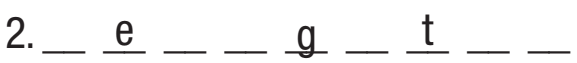 2. __ e __ __ g __ t __ __